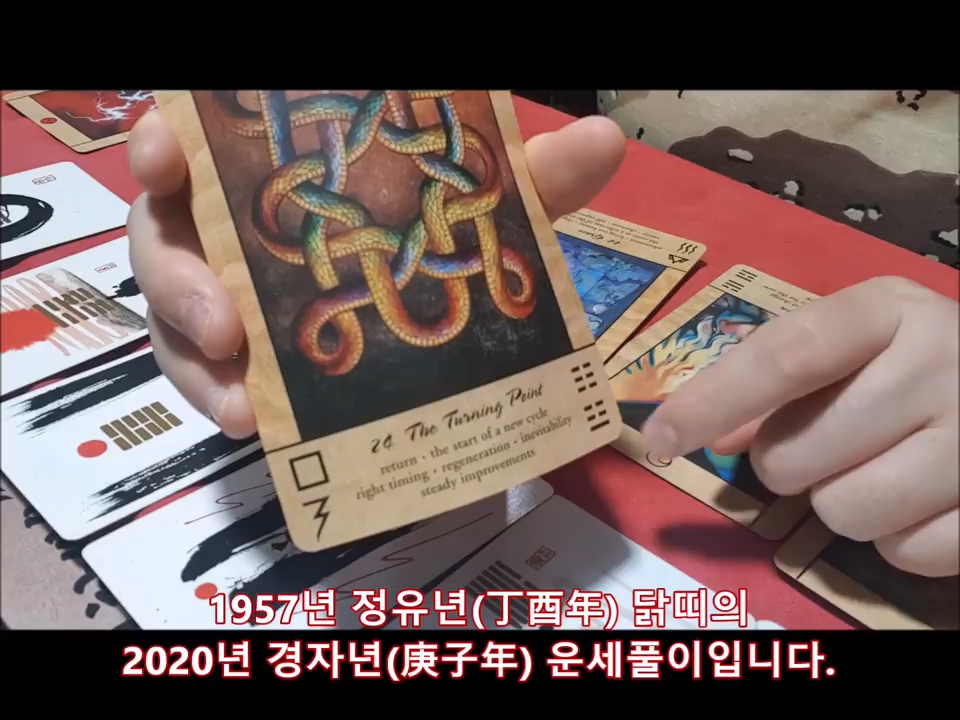 24 The Turning Point
return • the start of a new cycle
right timing • regeneration • inevitability
steady improvements
1957년 정유년(丁酉年) 닭띠의
2020년 경자년(庚子年) 운세풀이입니다.